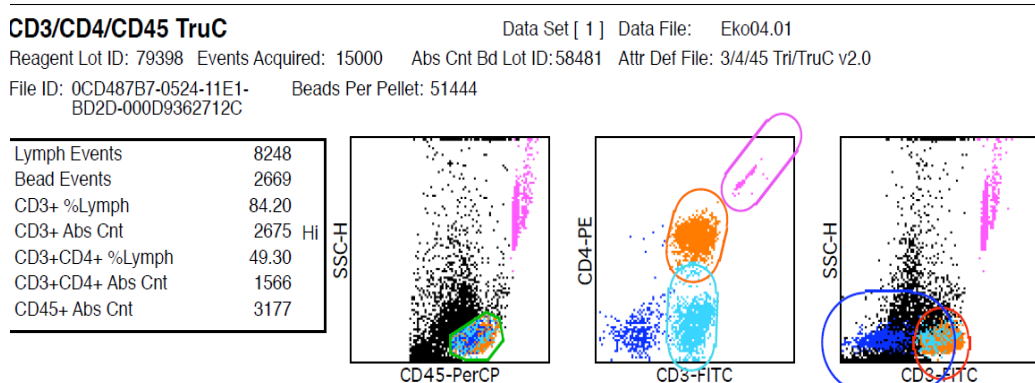 CD3/CD4/CD45 TruC Data Set [ 1 ] Data File: Eko04.01
Reagent Lot ID: 79398 Events Acquired: 15000 Abs Cnt Bd Lot ID: 58481 Attr Def File: 3/4/45 Tri/TruC v2.0
File ID: 0CD487B7-0524-11E1- Beads Per Pellet: 51444
BD2D-000D9362712C
Lymph Events 8248
Bead Events 2669
CD3+ %Lymph 84.20
CD3+ Abs Cnt 2675 Hi
CD3+CD4+ %Lymph 49.30
CD3+CD4+ Abs Cnt 1566
CD45+ Abs Cnt 3177
SSC-H
CD45-PerCP
CD4-PE
CD3-FITC
SSC-H
CD3-FITC